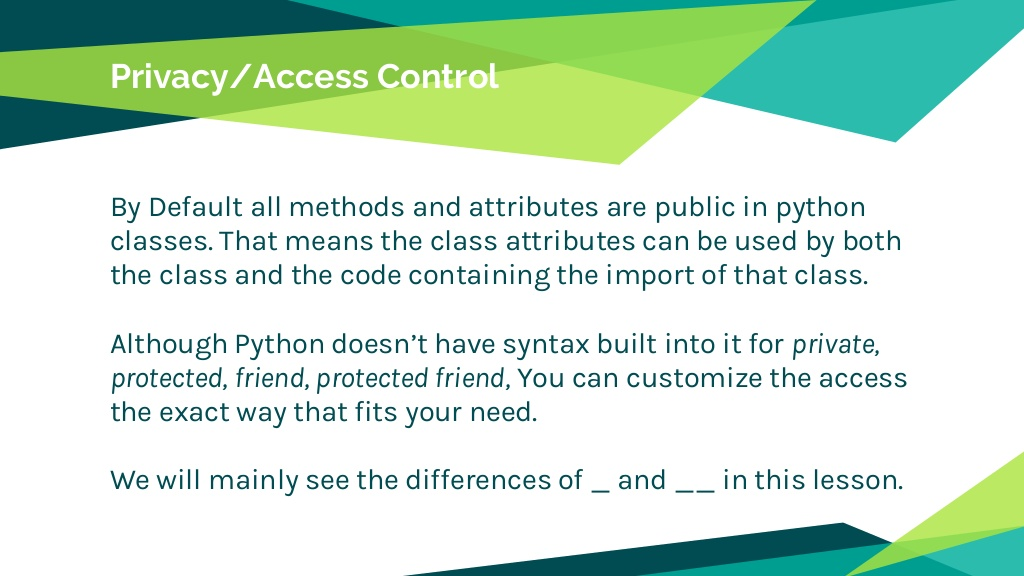 Privacy/Access Control
By Default all methods and attributes are public in python
classes. That means the class attributes can be used by both
the class and the code containing the import of that class.
Although Python doesn’t have syntax built into it for private,
protected, friend, protected friend, You can customize the access
the exact way that fits your need.
We will mainly see the differences of _ and __ in this lesson.